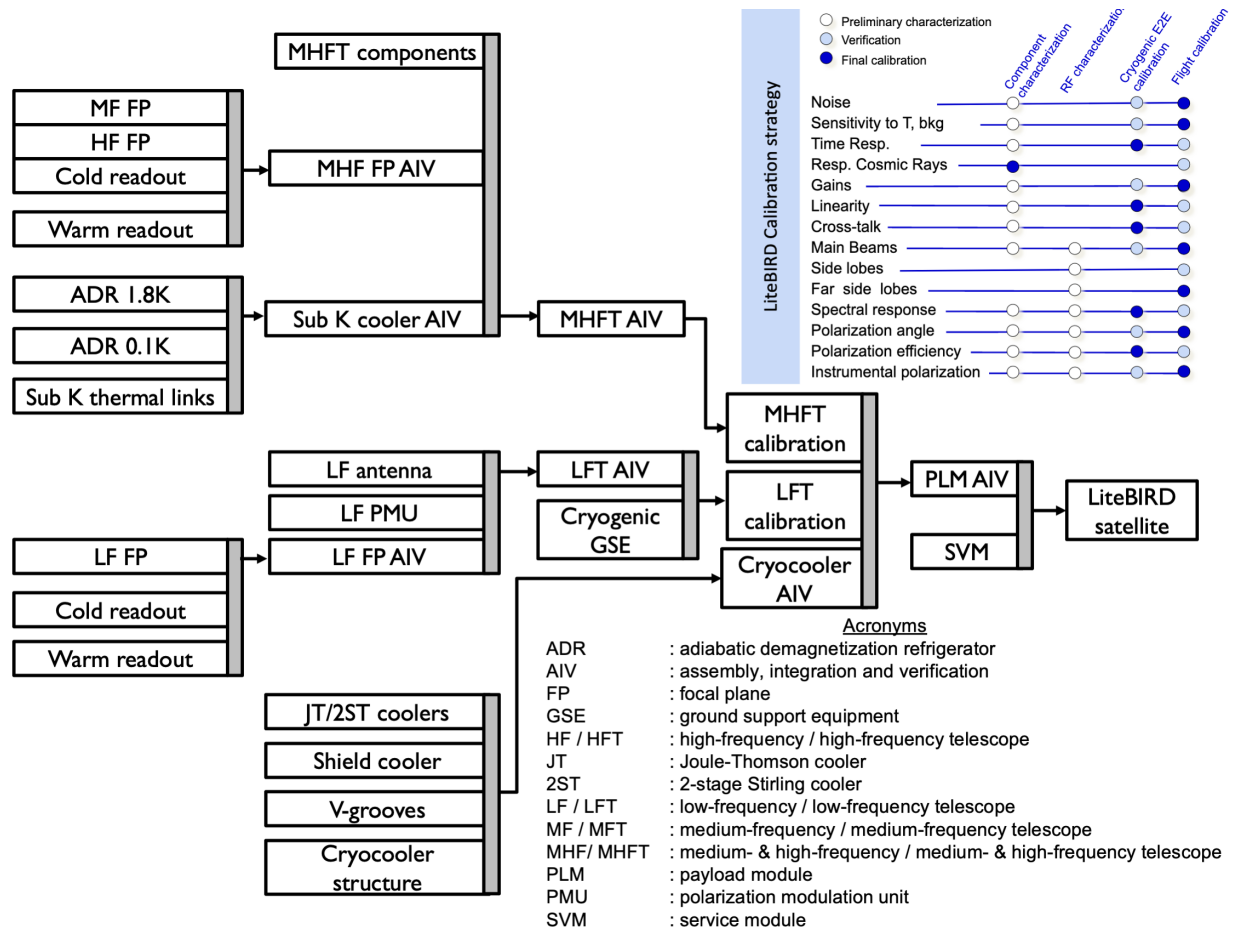 MHFT components
MF FP
HF FP
Cold readout
Warm readout
MHF FP AIV
ADR 1.8K
ADR 0.1K
Sub K thermal links
Sub K cooler AIV
MHFT AIV
LiteBIRD Calibration strategy
Preliminary characterization
Verification
Final calibration
Component
characterization
RF characterization
Cryogenic E2E
calibration
Flight calibration
Noise
Sensitivity to T, bkg
Time Resp.
Resp. Cosmic Rays
Gains
Linearity
Cross-talk
Main Beams
Side lobes
Far side lobes
Spectral response
Polarization angle
Polarization efficiency
Instrumental polarization
MHFT
calibration
LF antenna
LF PMU
LF FP AIV
LFT AIV
Cryogenic
GSE
LFT
calibration
Cryocooler
AIV
PLM AIV
SVM
LiteBIRD
satellite
LF FP
Cold readout
Warm readout
JT/2ST coolers
Shield cooler
V-grooves
Cryocooler
structure
Acronyms
ADR : adiabatic demagnetization refrigerator
AIV : assembly, integration and verification
FP : focal plane
GSE : ground support equipment
HF / HFT : high-frequency / high-frequency telescope
JT : Joule-Thomson cooler
2ST : 2-stage Stirling cooler
LF / LFT : low-frequency / low-frequency telescope
MF / MFT : medium-frequency / medium-frequency telescope
MHF/ MHFT : medium- & high-frequency / medium- & high-frequency telescope
PLM : payload module
PMU : polarization modulation unit
SVM : service module